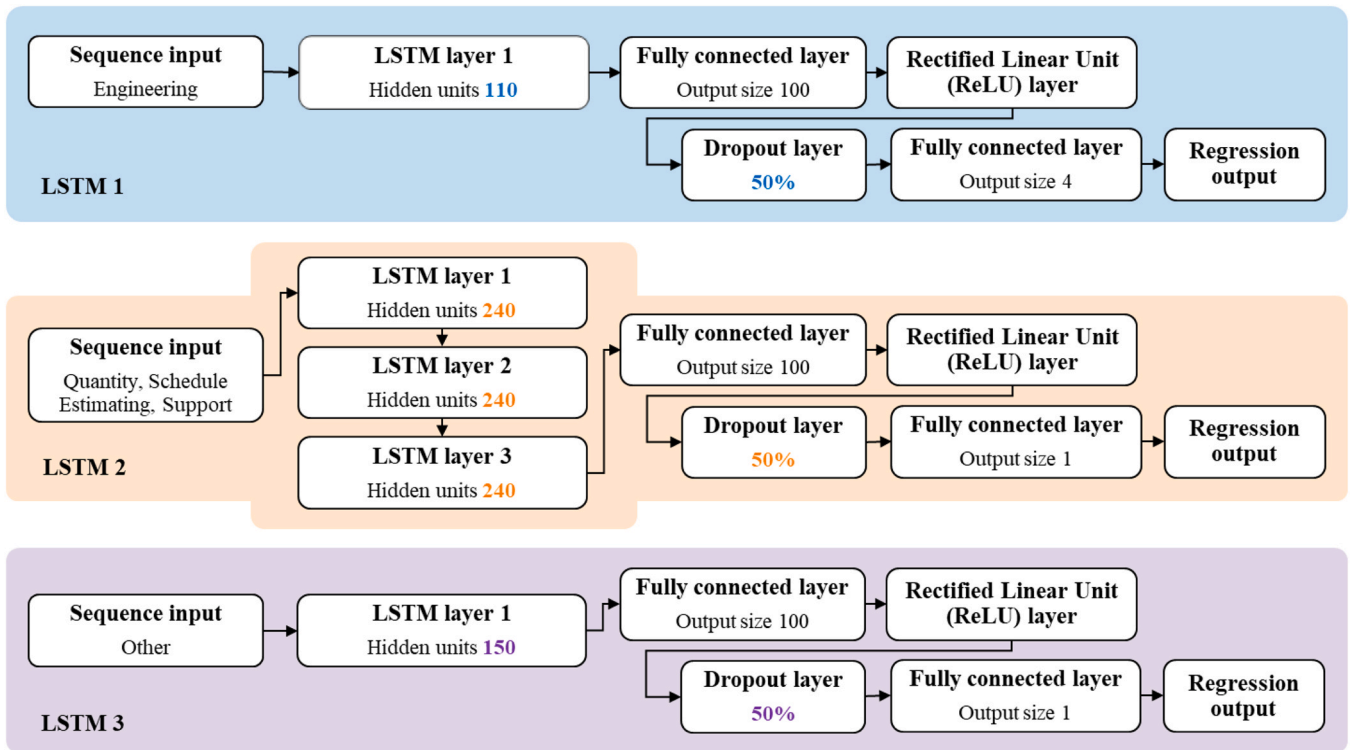 Sequence input
Engineering
LSTM layer 1
Hidden units 110
Fully connected layer
Output size 100
Rectified Linear Unit
(ReLU) layer
Dropout layer
50%
Fully connected layer
Output size 4
Regression
output
LSTM 1
Sequence input
Quantity, Schedule
Estimating, Support
LSTM layer 1
Hidden units 240
LSTM layer 2
Hidden units 240
LSTM layer 3
Hidden units 240
Fully connected layer
Output size 100
Rectified Linear Unit
(ReLU) layer
Dropout layer
50%
Fully connected layer
Output size 1
Regression
output
LSTM 2
Sequence input
Other
LSTM layer 1
Hidden units 150
Fully connected layer
Output size 100
Rectified Linear Unit
(ReLU) layer
Dropout layer
50%
Fully connected layer
Output size 1
Regression
output
LSTM 3